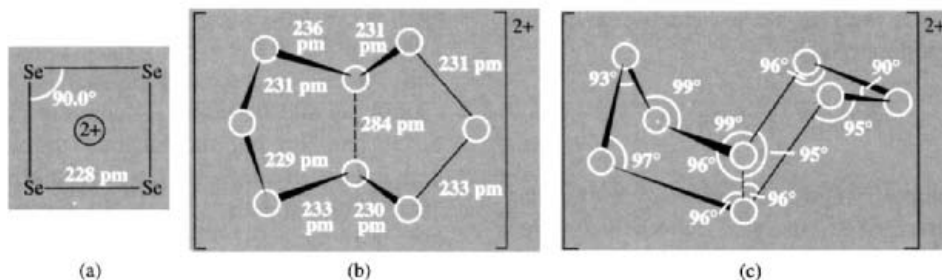 Se Se
90.0°
2+
228 pm
Se Se
(a)
2+
236
pm
231
pm
231 pm
231 pm
284 pm
229 pm
233 pm
233
pm
230
pm
(b)
2+
93°
99°
96°
90°
99°
95°
97°
96°
95°
96°
96°
(c)